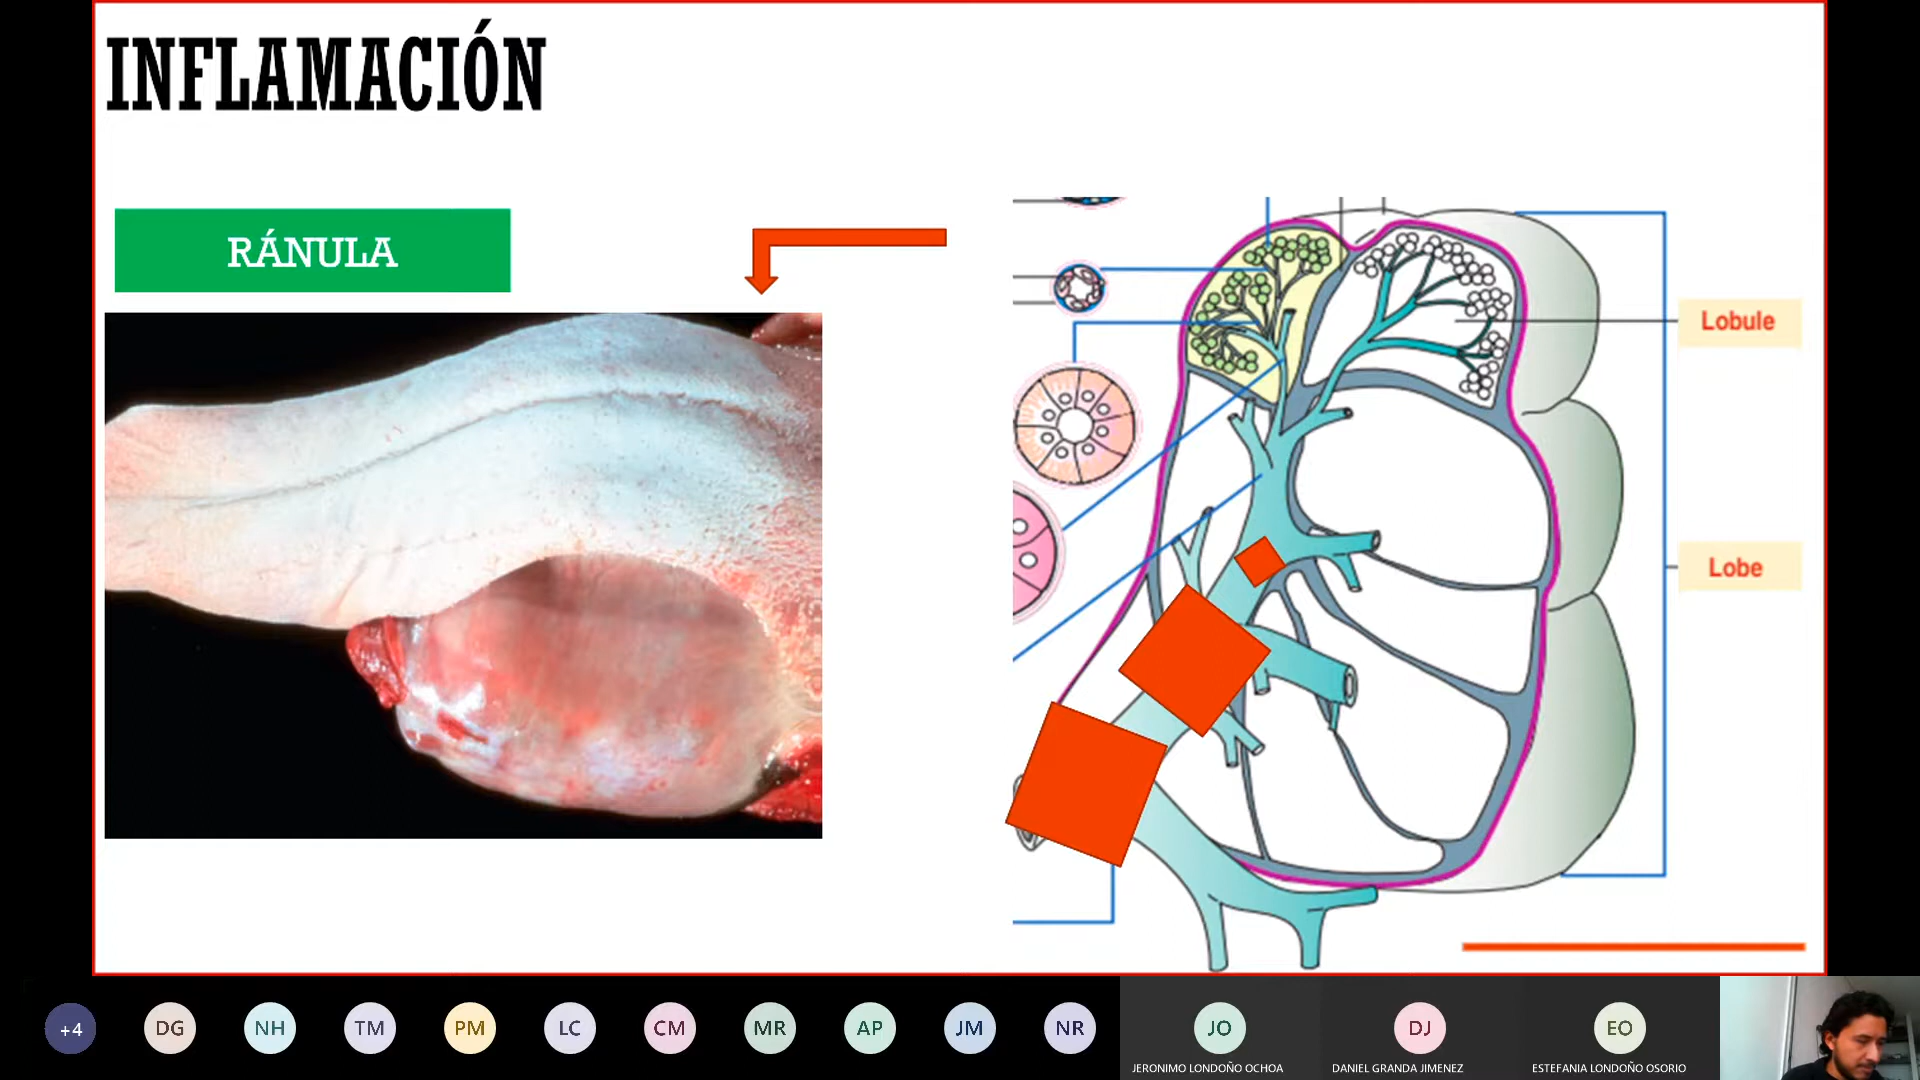 INFLAMACIÓN
RÁNULA
Lobule
Lobe
+4
DG
NH
TM
PM
LC
CM
MR
AP
JM
NR
JO
JERONIMO LONDOÑO OCHOA
DJ
DANIEL GRANDA JIMENEZ
EO
ESTEFANIA LONDOÑO OSORIO